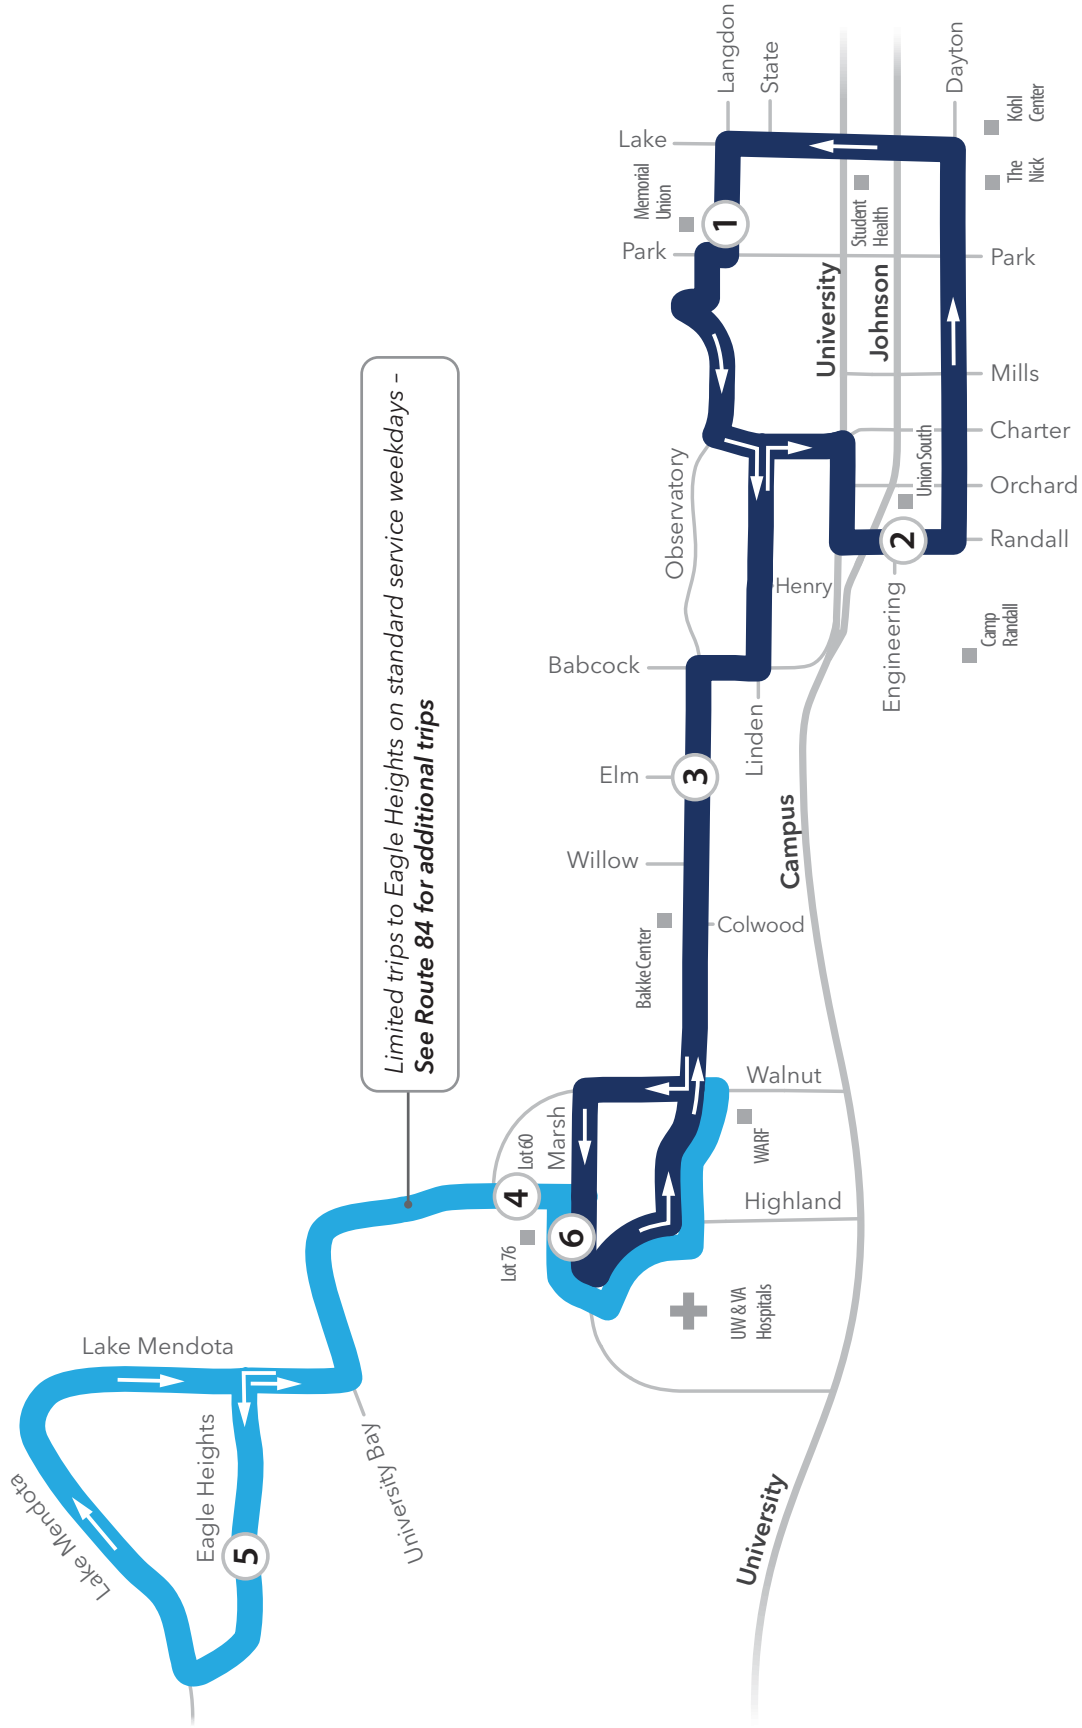 Langdon
State
Dayton
Lake
Kohl
Center
The
Nick
Memorial
Union
1
Student
Health
Park
Park
University
Johnson
Mills
Charter
Union South
Orchard
Randall
2
Observatory
Henry
Engineering
Camp
Randall
Babcock
Linden
Elm
3
Campus
Willow
Colwood
Bakke Center
Limited trips to Eagle Heights on standard service weekdays –
See Route 84 for additional trips
Walnut
WARF
Marsh
Lot 60
4
Highland
6
Lot 76
UW & VA
Hospitals
Lake Mendota
Eagle Heights
University Bay
Lake Mendota
5
University